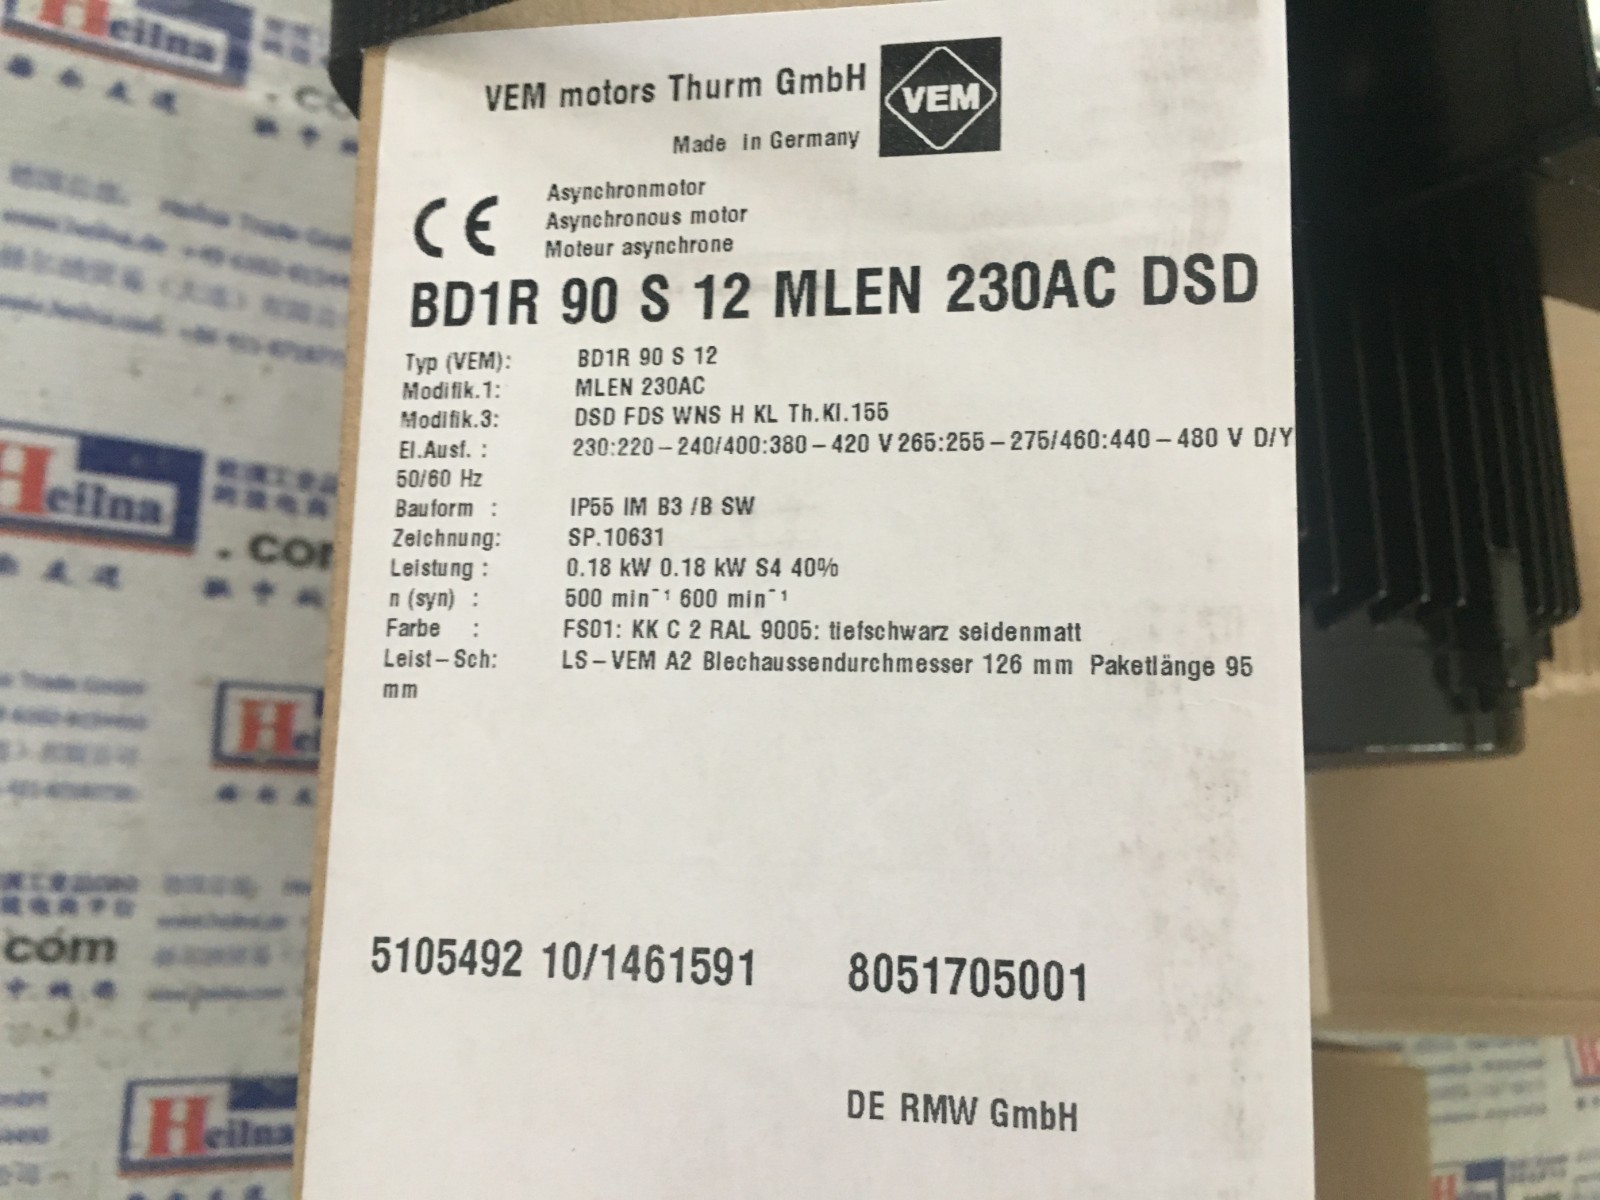 VEM motors Thurm GmbH
VEM
Made in Germany
CE
Asynchronmotor
Asynchronous motor
Moteur asynchrone
BD1R 90 S 12 MLEN 230AC DSD
Typ (VEM): BD1R 90 S 12
Modifik.1: MLEN 230AC
Modifik.3: DSD FDS WNS H KL Th.Kl.155
El.Ausf. : 230:220–240/400:380–420 V 265:255–275/460:440–480 V D/Y
50/60 Hz
Bauform : IP55 IM B3 /B SW
Zeichnung: SP.10631
Leistung : 0.18 kW 0.18 kW S4 40%
n (syn) : 500 min⁻¹ 600 min⁻¹
Farbe : FS01: KK C 2 RAL 9005: tiefschwarz seidenmatt
Leist–Sch: LS–VEM A2 Blechaussendurchmesser 126 mm Paketlänge 95
mm
5105492 10/1461591 8051705001
DE RMW GmbH
Heilna
Heilna
.com
Heilna